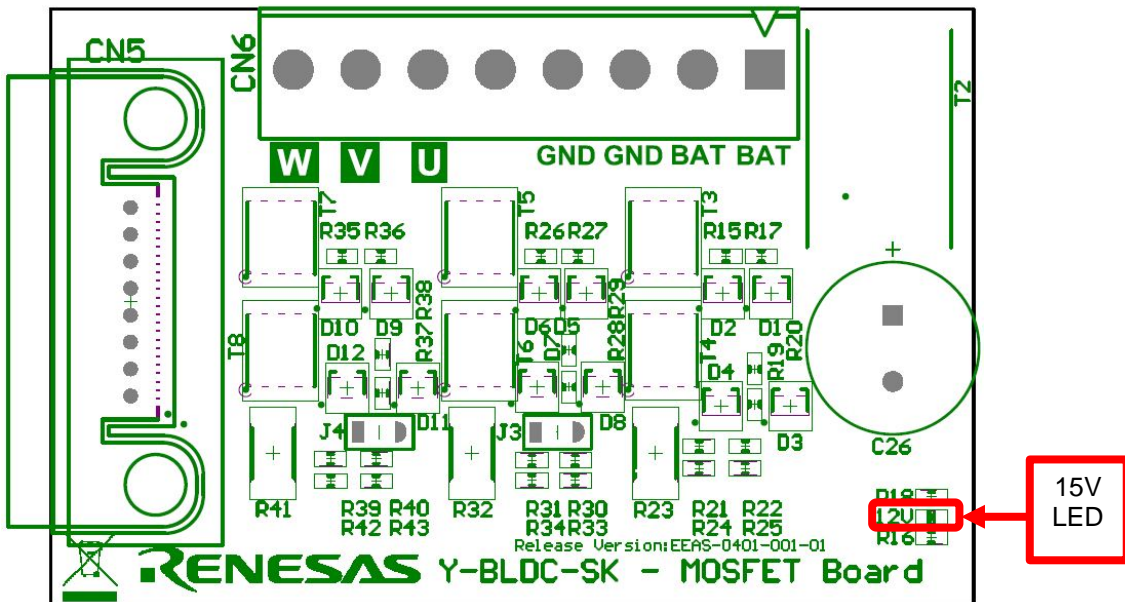 CN5
CN6
T2
W V U GND GND BAT BAT
T7 T5 T3
R35 R36 R26 R27 R15 R17
R38 R29
D10 D9 D6 D5 D2 D1
R37 R28 R20
T8 T6 T4
D12 D7 D4 R19
D11 D8 D3
J4 J3
C26
R41 R39 R40 R32 R31 R30 R23 R21 R22
R42 R43 R34 R33 R24 R25
R18
12V
R16
15V
LED
Release Version:EEAS-0401-001-01
RENESAS Y-BLDC-SK - MOSFET Board